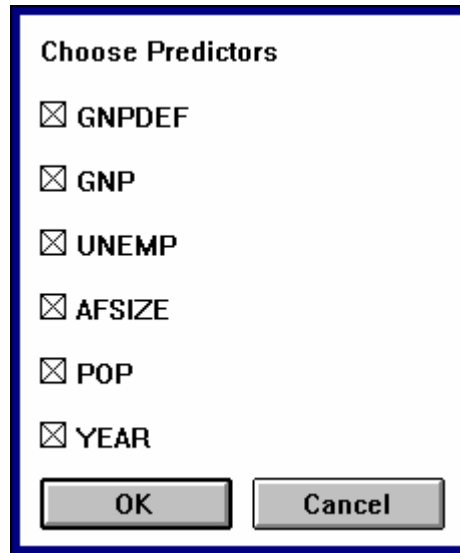 Choose Predictors
GNPDEF
GNP
UNEMP
AFSIZE
POP
YEAR
OK Cancel